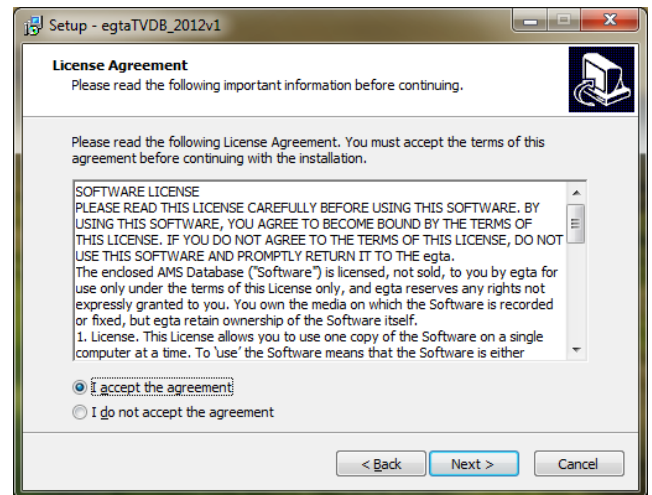 Setup - egtaTVDB_2012v1
License Agreement
Please read the following important information before continuing.
Please read the following License Agreement. You must accept the terms of this
agreement before continuing with the installation.
SOFTWARE LICENSE
PLEASE READ THIS LICENSE CAREFULLY BEFORE USING THIS SOFTWARE. BY
USING THIS SOFTWARE, YOU AGREE TO BECOME BOUND BY THE TERMS OF
THIS LICENSE. IF YOU DO NOT AGREE TO THE TERMS OF THIS LICENSE, DO NOT
USE THIS SOFTWARE AND PROMPTLY RETURN IT TO THE egta.
The enclosed AMS Database ("Software") is licensed, not sold, to you by egta for
use only under the terms of this License only, and egta reserves any rights not
expressly granted to you. You own the media on which the Software is recorded
or fixed, but egta retain ownership of the Software itself.
1. License. This License allows you to use one copy of the Software on a single
computer at a time. To 'use' the Software means that the Software is either
I accept the agreement
I do not accept the agreement
< Back Next > Cancel